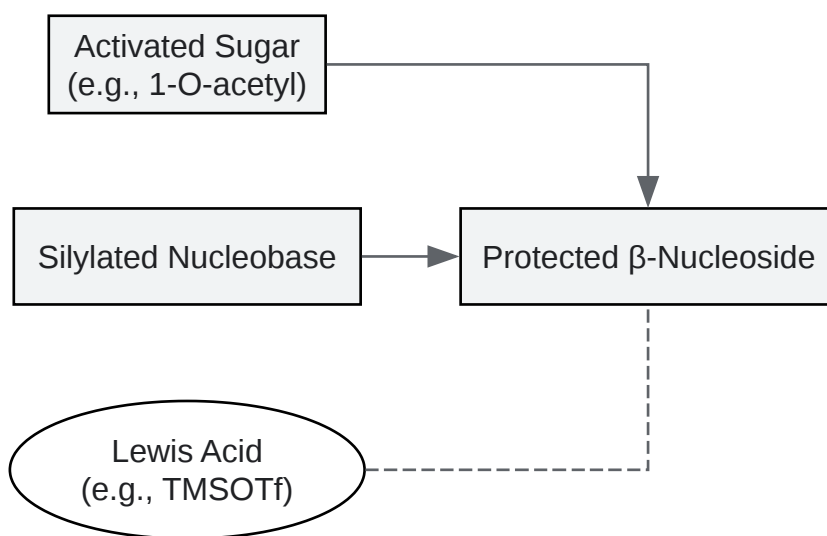 Activated Sugar
(e.g., 1-O-acetyl)
Silylated Nucleobase
Protected β-Nucleoside
Lewis Acid
(e.g., TMSOTf)